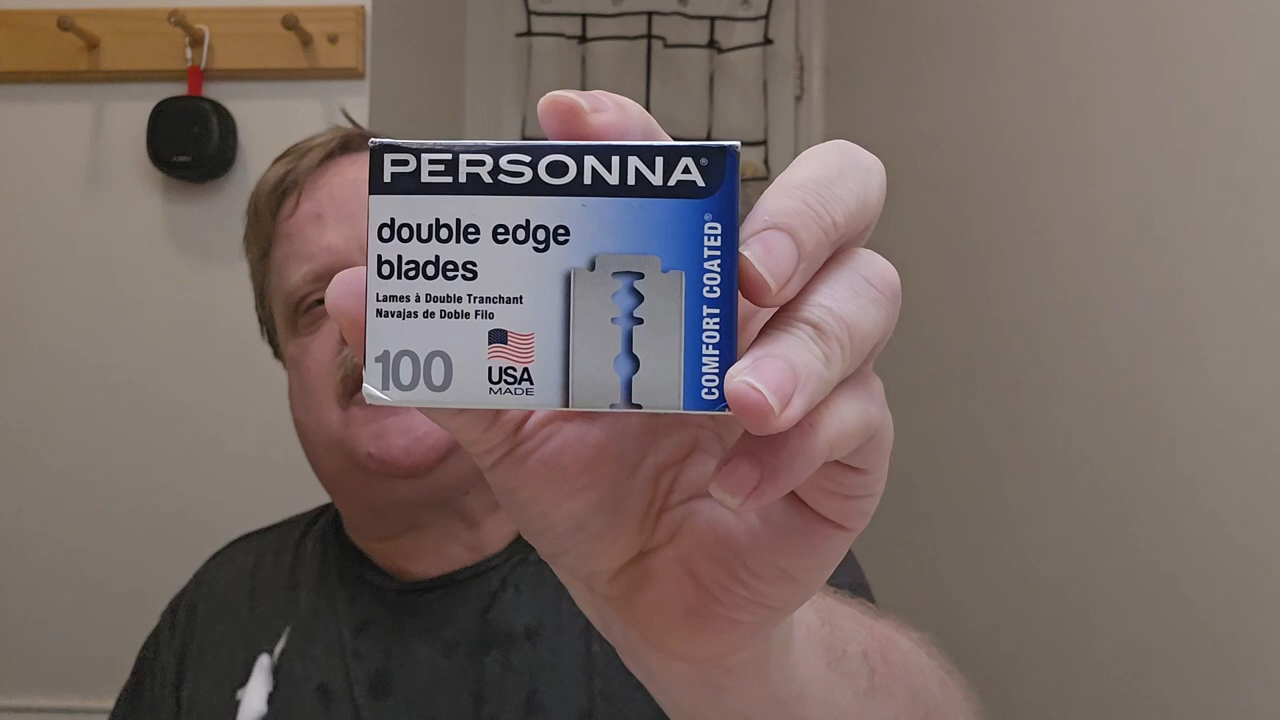 PERSONNA®
double edge
blades
Lames à Double Tranchant
Navajas de Doble Filo
100
USA
MADE
COMFORT COATED®